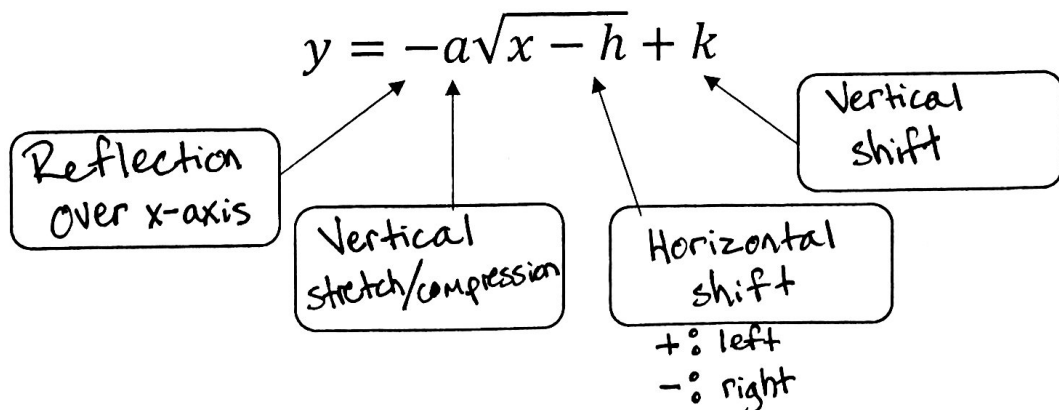 y = −a√x − h + k
Vertical
shift
Reflection
over x-axis
Vertical
stretch/compression
Horizontal
shift
+: left
-: right